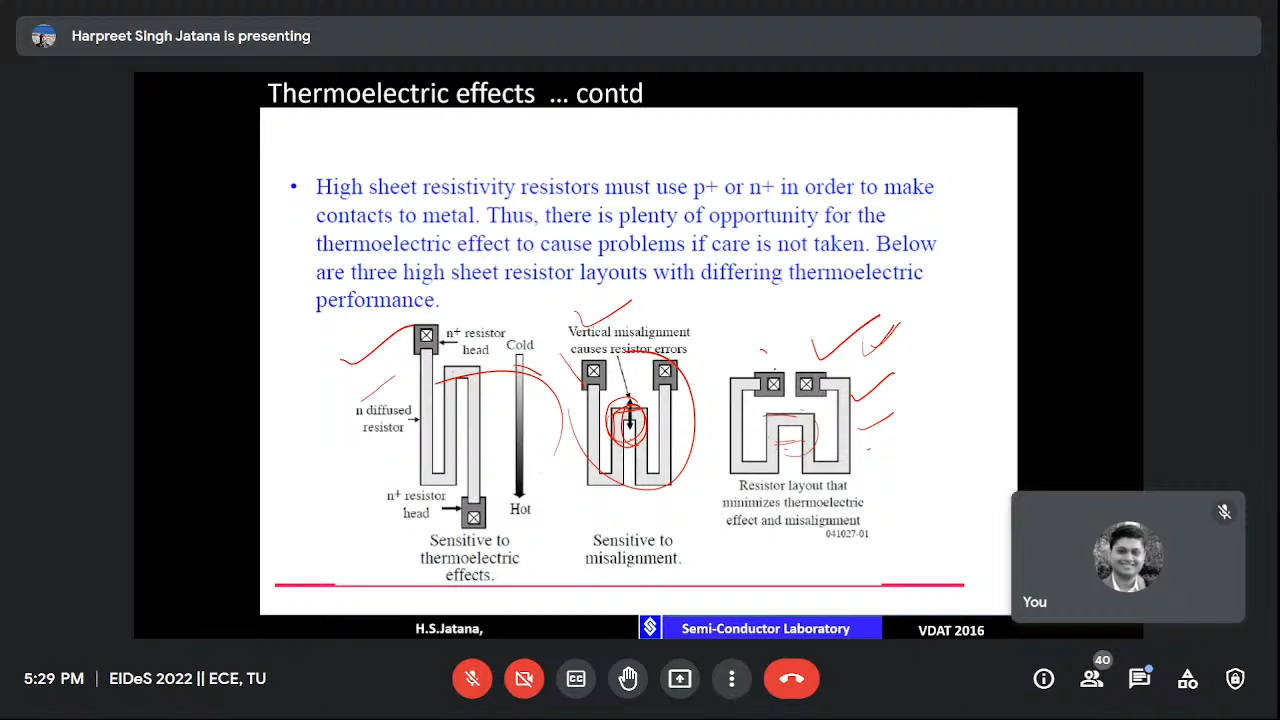 Harpreet Singh Jatana is presenting
Thermoelectric effects ... contd
• High sheet resistivity resistors must use p+ or n+ in order to make
contacts to metal. Thus, there is plenty of opportunity for the
thermoelectric effect to cause problems if care is not taken. Below
are three high sheet resistor layouts with differing thermoelectric
performance.
n+ resistor
head
Cold
n diffused
resistor
n+ resistor
head
Hot
Sensitive to
thermoelectric
effects.
Vertical misalignment
causes resistor errors
Sensitive to
misalignment.
Resistor layout that
minimizes thermoelectric
effect and misalignment
041027-01
You
H.S.Jatana,
Semi-Conductor Laboratory
VDAT 2016
5:29 PM | EIDeS 2022 || ECE, TU
CC
40